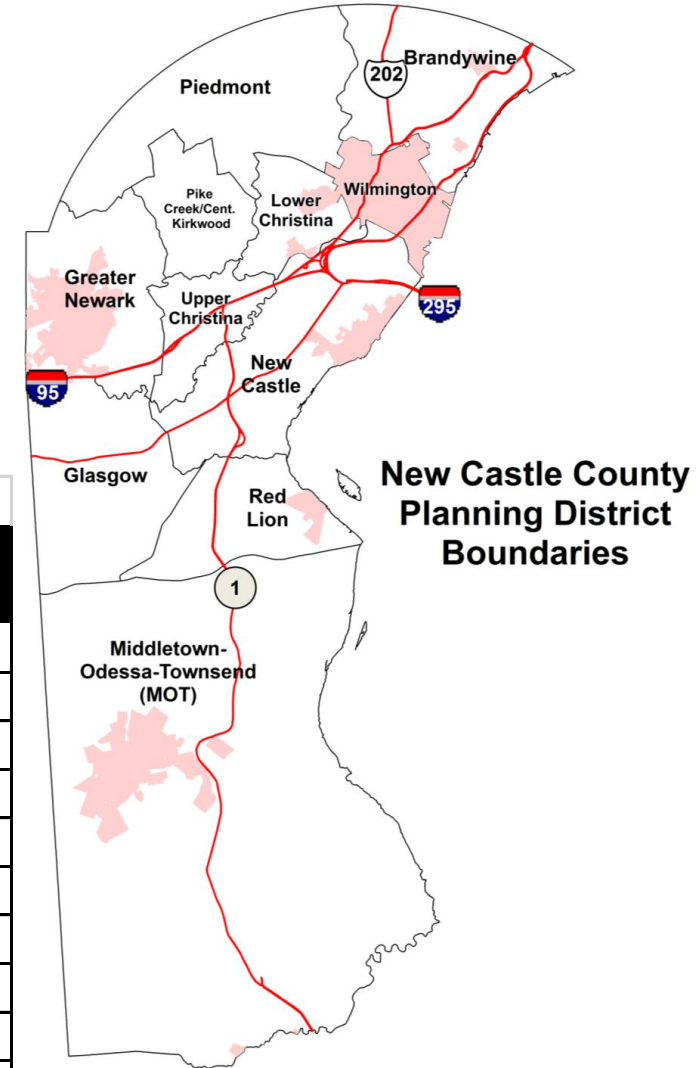 Brandywine
202
Piedmont
Pike
Creek/Cent.
Kirkwood
Lower
Christina
Wilmington
Greater
Newark
Upper
Christina
295
New
Castle
95
Glasgow
Red
Lion
New Castle County
Planning District
Boundaries
1
Middletown-
Odessa-Townsend
(MOT)